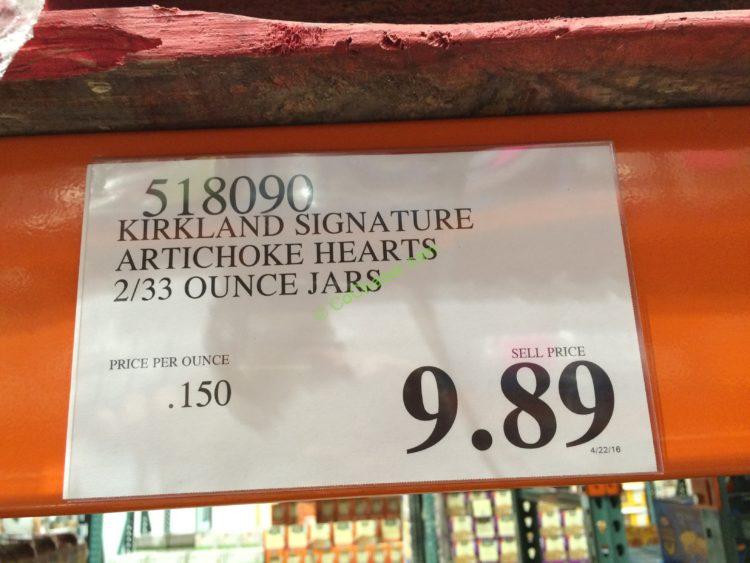 518090
KIRKLAND SIGNATURE
ARTICHOKE HEARTS
2/33 OUNCE JARS
PRICE PER OUNCE
.150
SELL PRICE
9.89
4/22/16